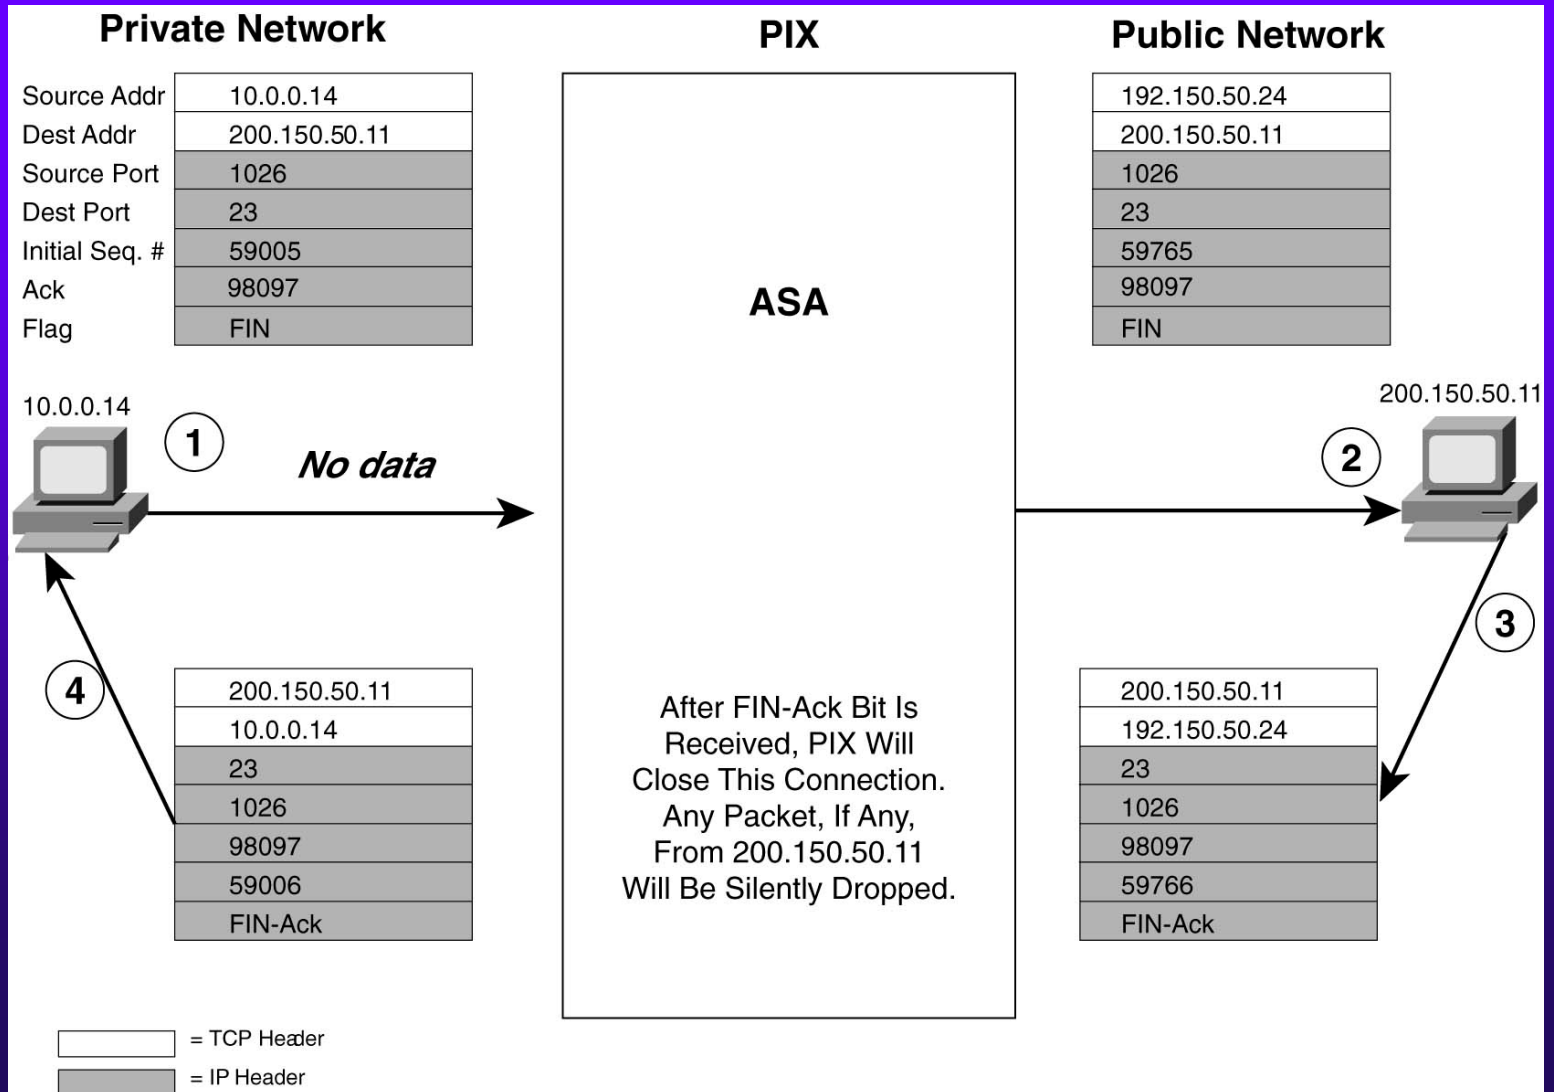 Private Network
PIX
Public Network
Source Addr
10.0.0.14
Dest Addr
200.150.50.11
Source Port
1026
Dest Port
23
Initial Seq. #
59005
Ack
98097
Flag
FIN
192.150.50.24
200.150.50.11
1026
23
59765
98097
FIN
ASA
10.0.0.14
1
No data
2
200.150.50.11
3
4
200.150.50.11
10.0.0.14
23
1026
98097
59006
FIN-Ack
After FIN-Ack Bit Is
Received, PIX Will
Close This Connection.
Any Packet, If Any,
From 200.150.50.11
Will Be Silently Dropped.
200.150.50.11
192.150.50.24
23
1026
98097
59766
FIN-Ack
= TCP Header
= IP Header